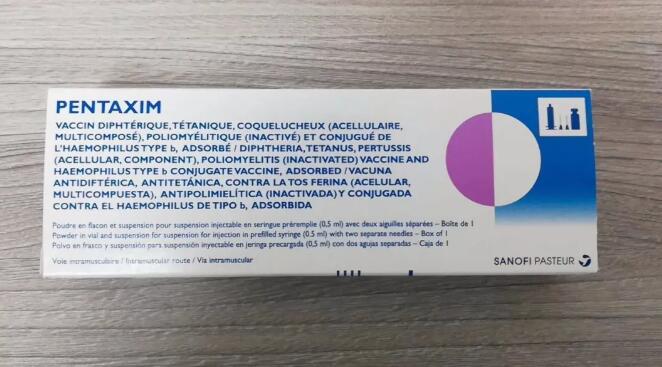 PENTAXIM
VACCIN DIPHTÉRIQUE, TÉTANIQUE, COQUELUCHEUX (ACELLULAIRE,
MULTICOMPOSÉ), POLIOMYÉLITIQUE (INACTIVÉ) ET CONJUGUÉ DE
L'HAEMOPHILUS TYPE b, ADSORBÉ / DIPHTHERIA, TETANUS, PERTUSSIS
(ACELLULAR, COMPONENT), POLIOMYELITIS (INACTIVATED) VACCINE AND
HAEMOPHILUS TYPE b CONJUGATE VACCINE, ADSORBED / VACUNA
ANTIDIFTÉRICA, ANTITETÁNICA, CONTRA LA TOS FERINA (ACELULAR,
MULTICOMPUESTA), ANTIPOLIMIELÍTICA (INACTIVADA) Y CONJUGADA
CONTRA EL HAEMOPHILUS DE TIPO b, ADSORBIDA
Poudre en flacon et suspension pour suspension injectable en seringue préremplie (0,5 ml) avec deux aiguilles séparées – Boîte de 1
Powder in vial and suspension for suspension for injection in prefilled syringe (0.5 ml) with two separate needles – Box of 1
Polvo en frasco y suspensión para suspensión inyectable en jeringa precargada (0,5 ml) con dos agujas separadas – Caja de 1
Voie intramusculaire / Intramuscular route / Vía intramuscular
SANOFI PASTEUR